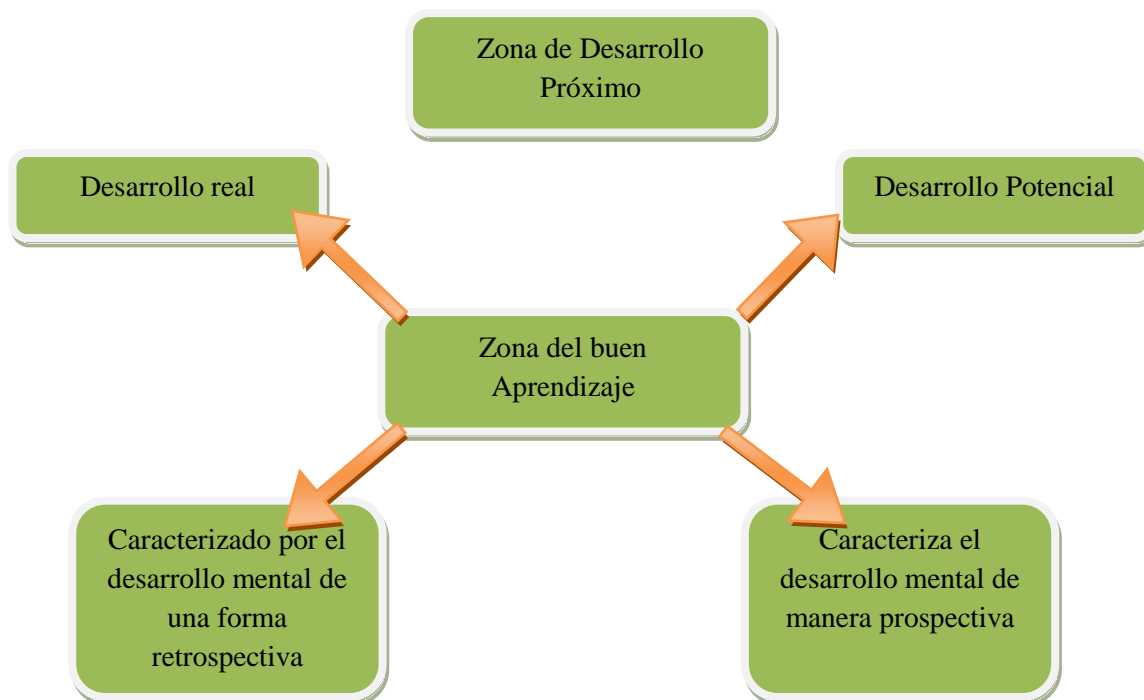 Zona de Desarrollo
Próximo
Desarrollo real
Desarrollo Potencial
Zona del buen
Aprendizaje
Caracterizado por el
desarrollo mental de
una forma
retrospectiva
Caracteriza el
desarrollo mental de
manera prospectiva